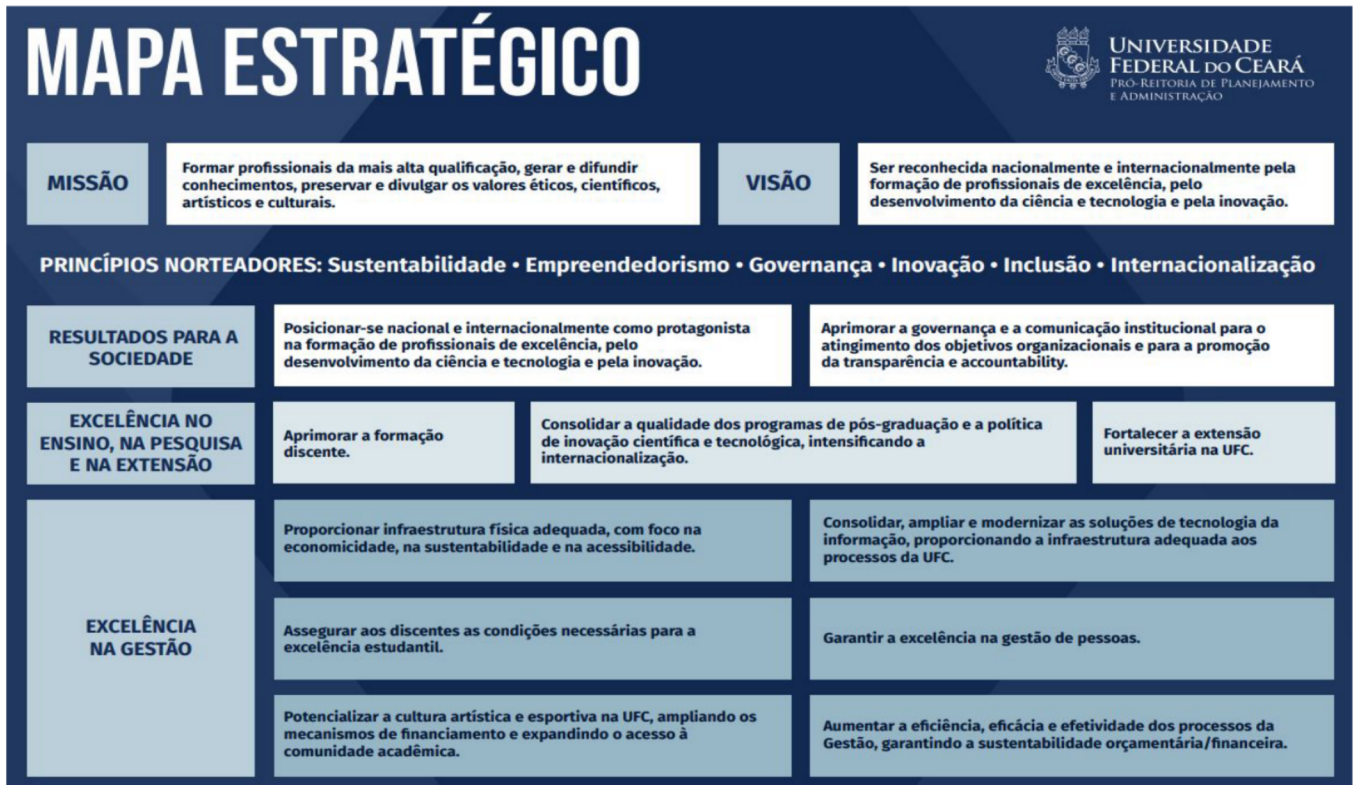 MAPA ESTRATÉGICO
UNIVERSIDADE
FEDERAL DO CEARÁ
PRÓ-REITORIA DE PLANEJAMENTO
E ADMINISTRAÇÃO
MISSÃO
Formar profissionais da mais alta qualificação, gerar e difundir
conhecimentos, preservar e divulgar os valores éticos, científicos,
artísticos e culturais.
VISÃO
Ser reconhecida nacionalmente e internacionalmente pela
formação de profissionais de excelência, pelo
desenvolvimento da ciência e tecnologia e pela inovação.
PRINCÍPIOS NORTEADORES: Sustentabilidade • Empreendedorismo • Governança • Inovação • Inclusão • Internacionalização
RESULTADOS PARA A
SOCIEDADE
Posicionar-se nacional e internacionalmente como protagonista
na formação de profissionais de excelência, pelo
desenvolvimento da ciência e tecnologia e pela inovação.
Aprimorar a governança e a comunicação institucional para o
atingimento dos objetivos organizacionais e para a promoção
da transparência e accountability.
EXCELÊNCIA NO
ENSINO, NA PESQUISA
E NA EXTENSÃO
Aprimorar a formação
discente.
Consolidar a qualidade dos programas de pós-graduação e a política
de inovação científica e tecnológica, intensificando a
internacionalização.
Fortalecer a extensão
universitária na UFC.
EXCELÊNCIA
NA GESTÃO
Proporcionar infraestrutura física adequada, com foco na
economicidade, na sustentabilidade e na acessibilidade.
Consolidar, ampliar e modernizar as soluções de tecnologia da
informação, proporcionando a infraestrutura adequada aos
processos da UFC.
Assegurar aos discentes as condições necessárias para a
excelência estudantil.
Garantir a excelência na gestão de pessoas.
Potencializar a cultura artística e esportiva na UFC, ampliando os
mecanismos de financiamento e expandindo o acesso à
comunidade acadêmica.
Aumentar a eficiência, eficácia e efetividade dos processos da
Gestão, garantindo a sustentabilidade orçamentária/financeira.